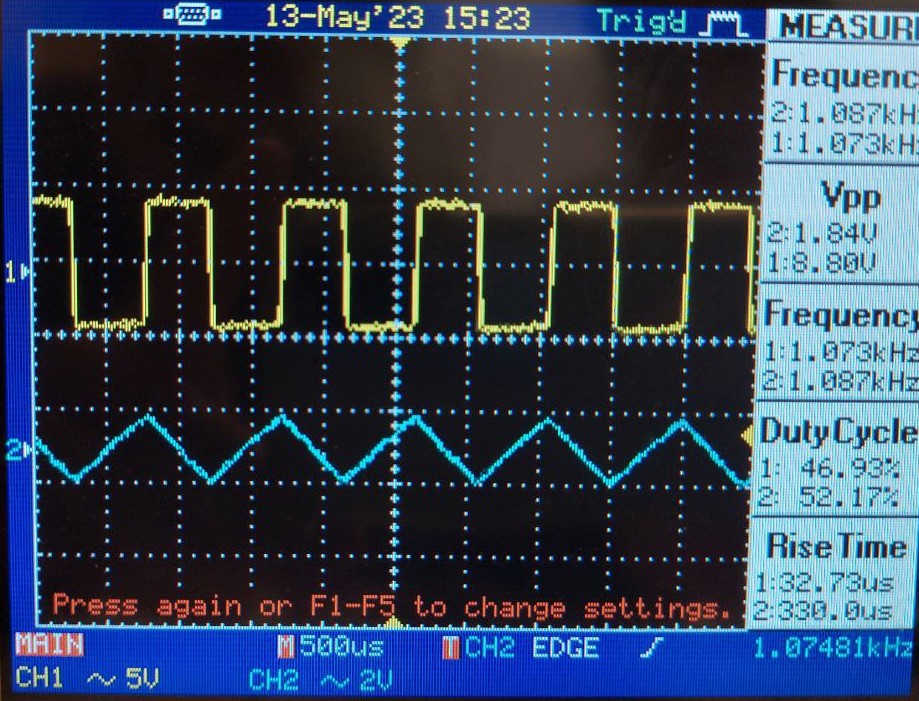 13-May'23 15:23 Trig'd MEASUR
Frequenc
2:1.087kH
1:1.073kH
Vpp
2:1.84V
1:8.80V
Frequency
1:1.073kHz
2:1.087kHz
Duty Cycle
1: 46.93%
2: 52.17%
Rise Time
1:32.73us
2:330.0us
1
2
Press again or F1-F5 to change settings.
MAIN M 500us T CH2 EDGE 1.07481kHz
CH1 ~ 5V CH2 ~ 2V